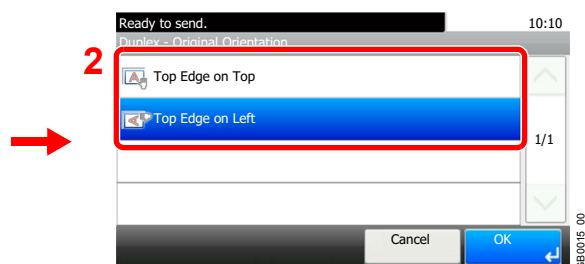 Ready to send. 10:10
Duplex - Original Orientation
2
A Top Edge on Top
A Top Edge on Left
1/1
Cancel OK